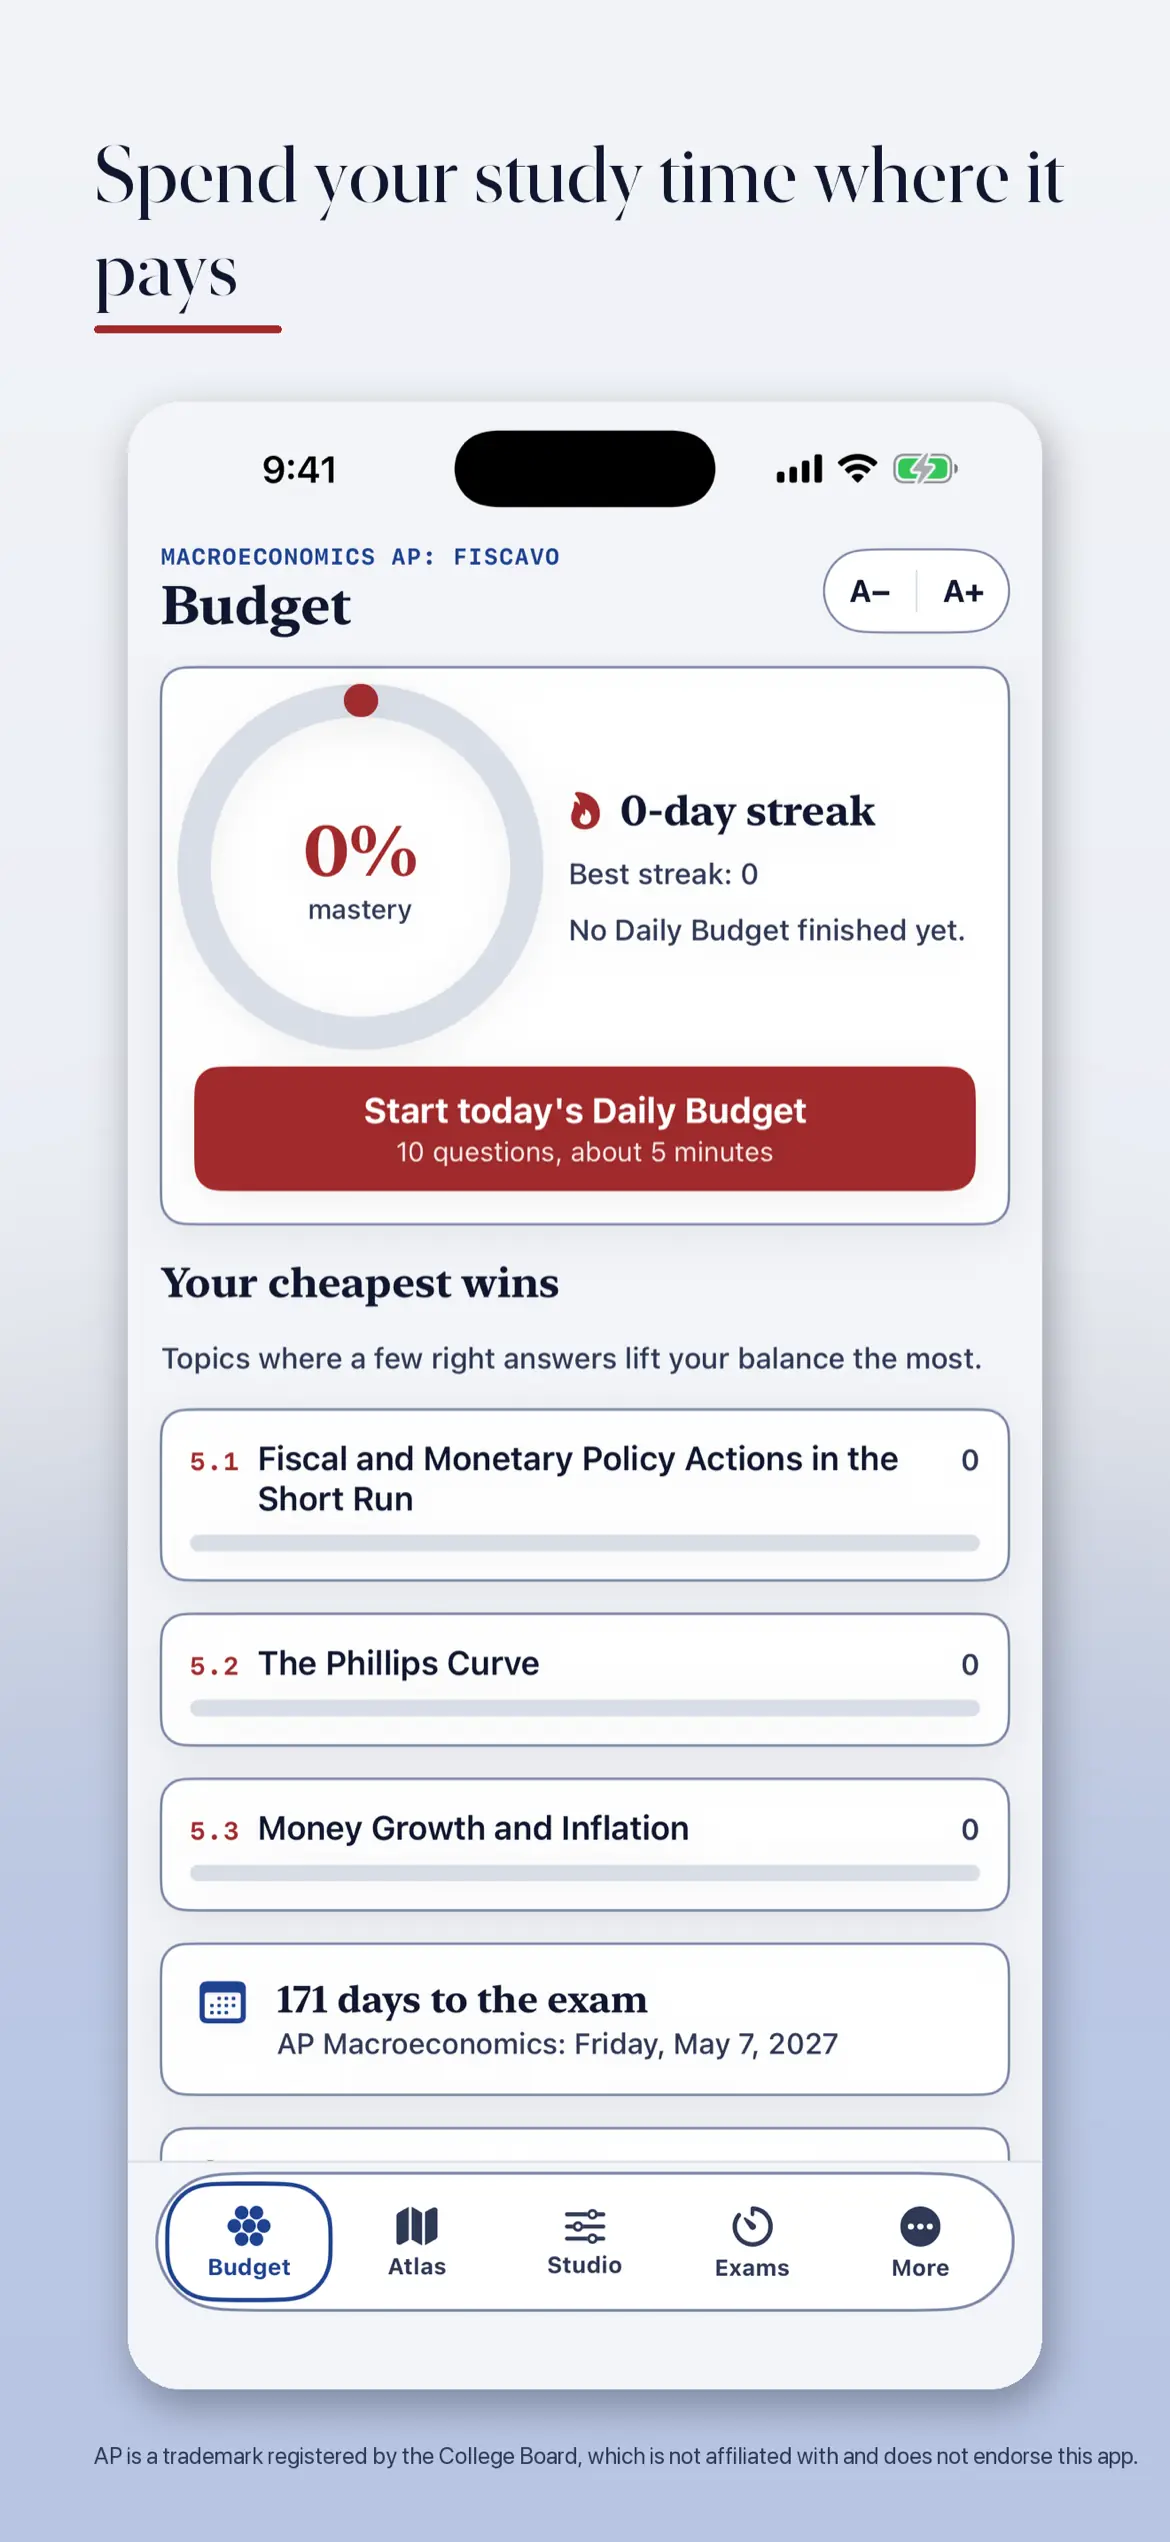 Spend your study time where it
pays
9:41
MACROECONOMICS AP: FISCAVO
Budget
A−
A+
0%
mastery
0-day streak
Best streak: 0
No Daily Budget finished yet.
Start today's Daily Budget
10 questions, about 5 minutes
Your cheapest wins
Topics where a few right answers lift your balance the most.
5.1 Fiscal and Monetary Policy Actions in the 0
Short Run
5.2 The Phillips Curve 0
5.3 Money Growth and Inflation 0
171 days to the exam
AP Macroeconomics: Friday, May 7, 2027
Budget
Atlas
Studio
Exams
More
AP is a trademark registered by the College Board, which is not affiliated with and does not endorse this app.